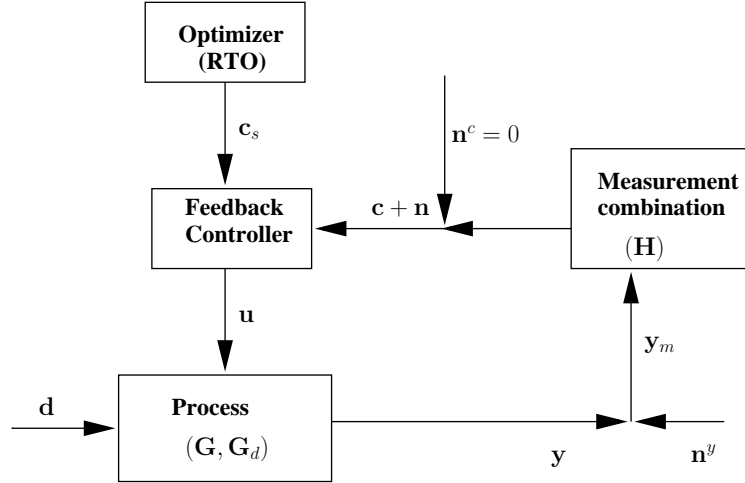 Optimizer
(RTO)
c_s
n^c = 0
Measurement
combination
(H)
Feedback
Controller
c + n
u
y_m
Process
(G, G_d)
d
y
n^y